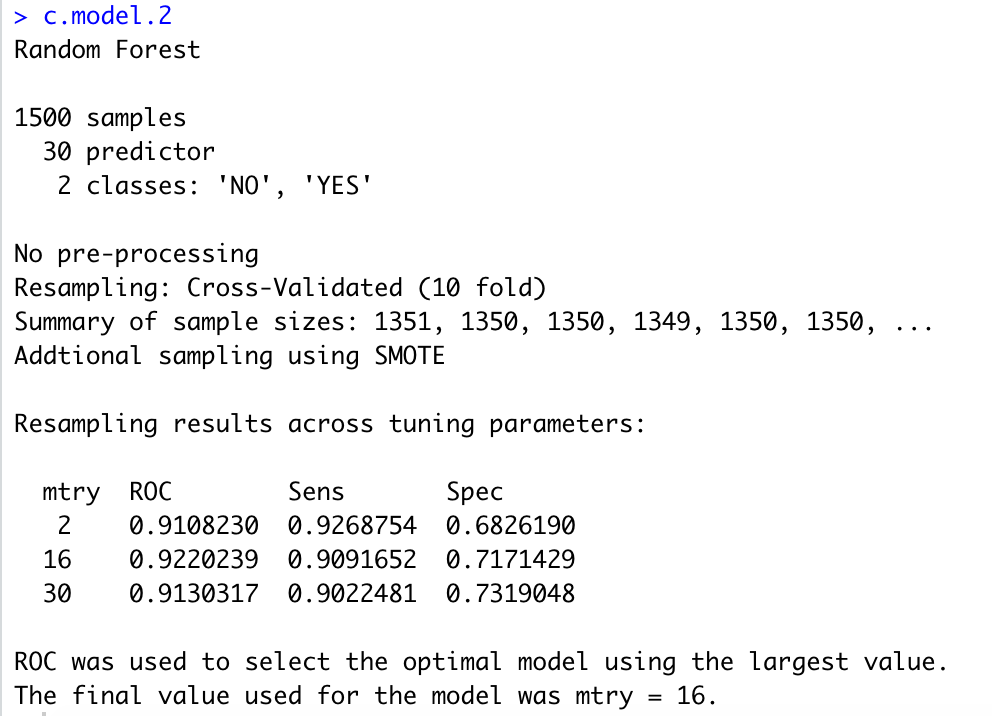 > c.model.2
Random Forest
1500 samples
30 predictor
2 classes: 'NO', 'YES'
No pre-processing
Resampling: Cross-Validated (10 fold)
Summary of sample sizes: 1351, 1350, 1350, 1349, 1350, 1350, ...
Addtional sampling using SMOTE
Resampling results across tuning parameters:
mtry ROC Sens Spec
2 0.9108230 0.9268754 0.6826190
16 0.9220239 0.9091652 0.7171429
30 0.9130317 0.9022481 0.7319048
ROC was used to select the optimal model using the largest value.
The final value used for the model was mtry = 16.